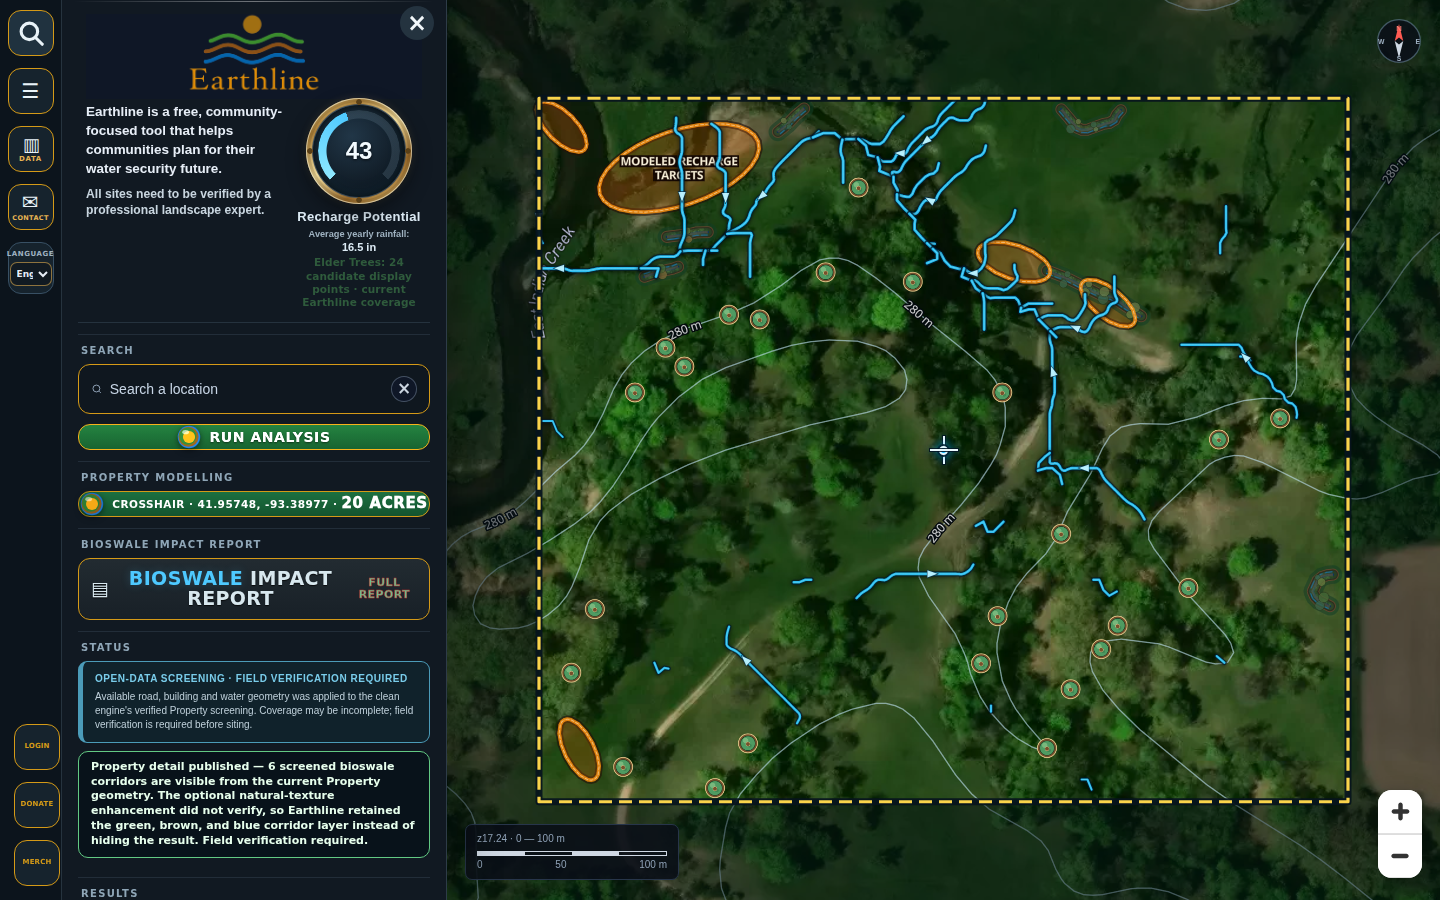 DATA
CONTACT
LANGUAGE
Eng
LOGIN
DONATE
MERCH
Earthline
Earthline is a free, community-
focused tool that helps
communities plan for their
water security future.
All sites need to be verified by a
professional landscape expert.
43
Recharge Potential
Average yearly rainfall:
16.5 in
Elder Trees: 24
candidate display
points · current
Earthline coverage
SEARCH
Search a location
RUN ANALYSIS
PROPERTY MODELLING
CROSSHAIR · 41.95748, -93.38977 · 20 ACRES
BIOSWALE IMPACT REPORT
BIOSWALE IMPACT
REPORT
FULL
REPORT
STATUS
OPEN-DATA SCREENING · FIELD VERIFICATION REQUIRED
Available road, building and water geometry was applied to the clean
engine's verified Property screening. Coverage may be incomplete; field
verification is required before siting.
Property detail published — 6 screened bioswale
corridors are visible from the current Property
geometry. The optional natural-texture
enhancement did not verify, so Earthline retained
the green, brown, and blue corridor layer instead of
hiding the result. Field verification required.
RESULTS
MODELED RECHARGE
TARGETS
Creek
280 m
280 m
280 m
280 m
280 m
W
E
S
z17.24 · 0 — 100 m
0
50
100 m